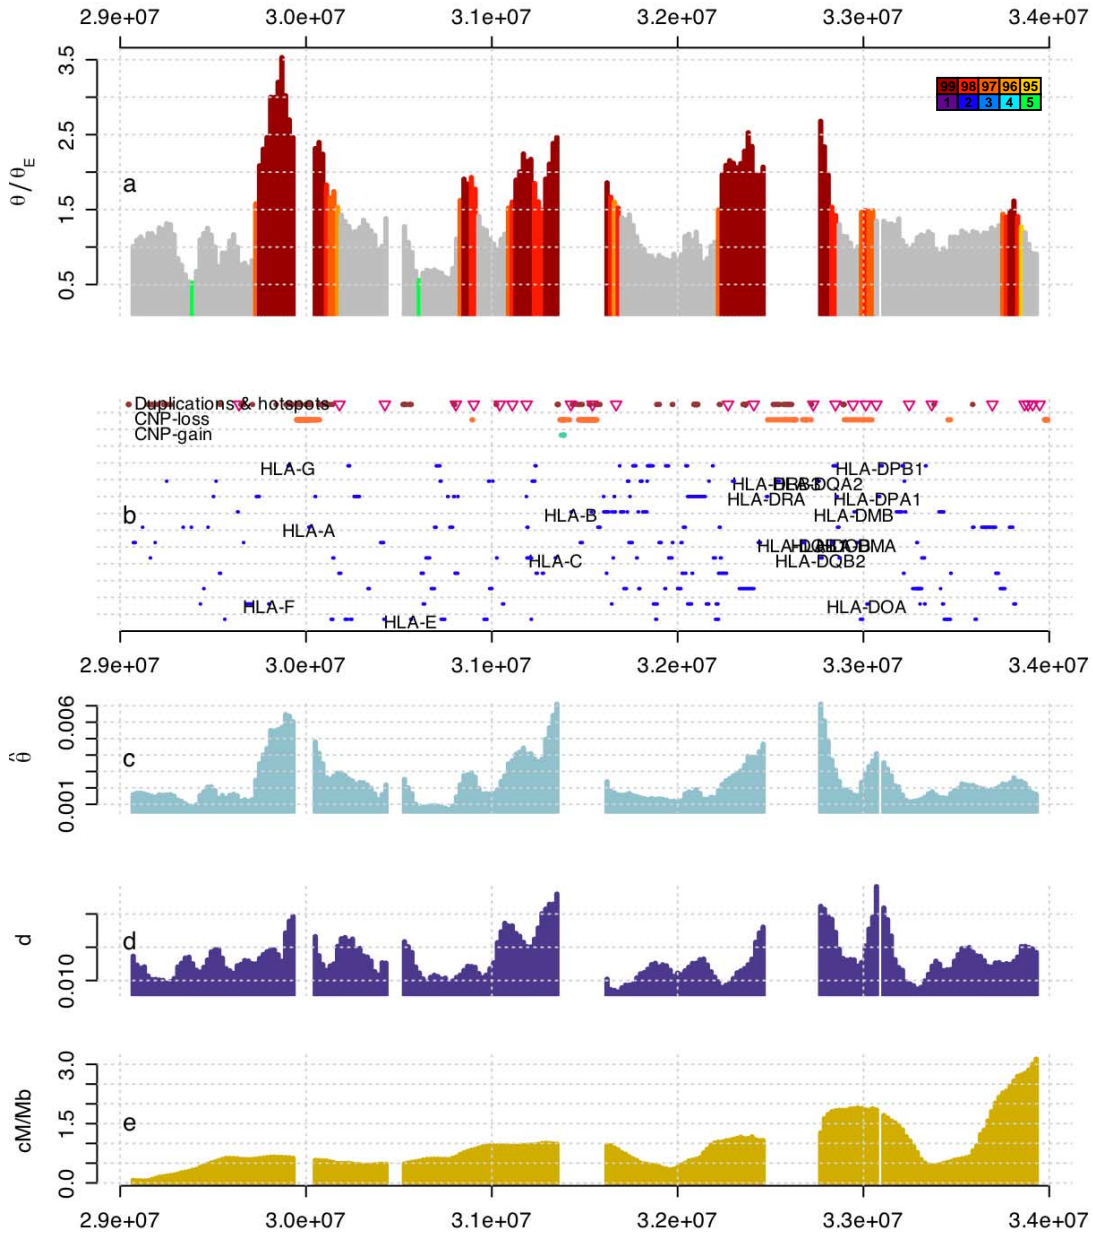 2.9e+07 3.0e+07 3.1e+07 3.2e+07 3.3e+07 3.4e+07
3.5
2.5
1.5
0.5
θ / θE
99 98 97 96 95
1 2 3 4 5
a
Duplications & hotspots
CNP-loss
CNP-gain
HLA-G
HLA-DPB1
HLA-DRB3
HLA-DQA2
HLA-DRA
HLA-DPA1
b
HLA-B
HLA-DMB
HLA-A
HLA-DMA
HLA-C
HLA-DQB2
HLA-F
HLA-DOA
HLA-E
2.9e+07 3.0e+07 3.1e+07 3.2e+07 3.3e+07 3.4e+07
0.006
0.001
θ̂
c
0.010
d
d
3.0
1.5
0.0
cM/Mb
e
2.9e+07 3.0e+07 3.1e+07 3.2e+07 3.3e+07 3.4e+07